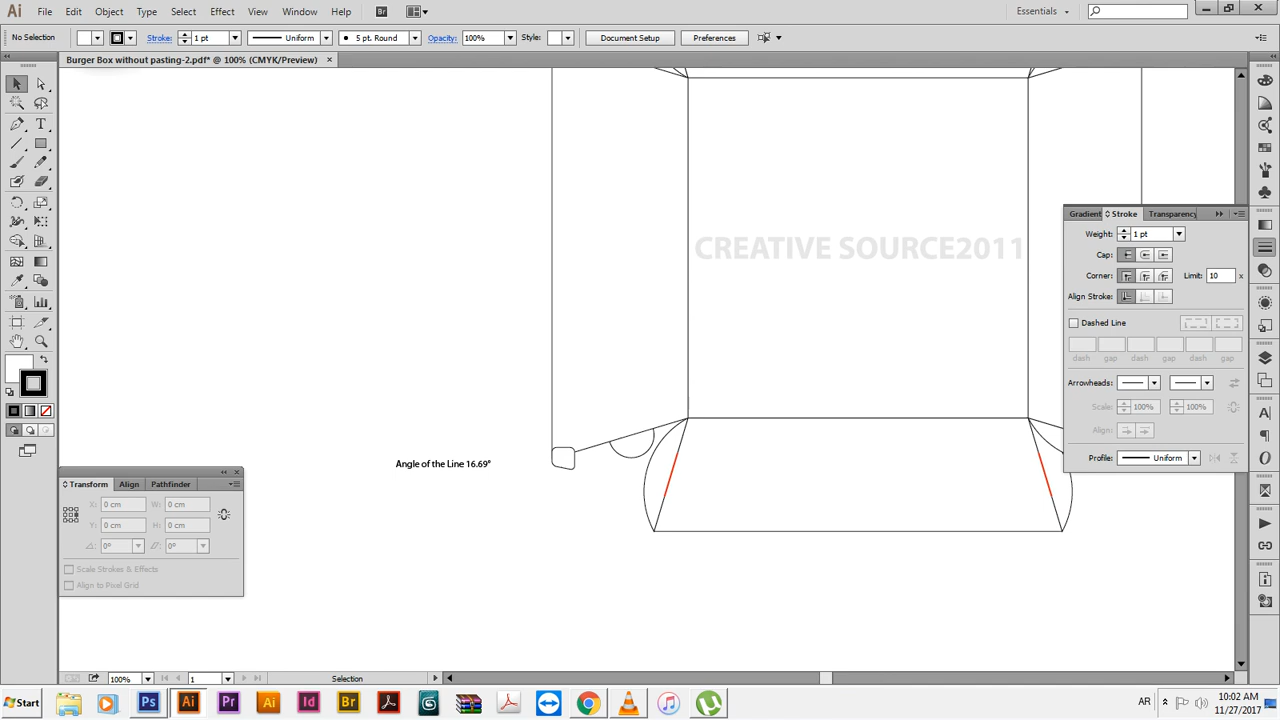 Ai File Edit Object Type Select Effect View Window Help Br Essentials
No Selection Stroke: 1 pt Uniform 5 pt. Round Opacity: 100% Style: Document Setup Preferences
Burger Box without pasting-2.pdf* @ 100% (CMYK/Preview) ×
Gradient Stroke Transparency
Weight: 1 pt
Cap:
Corner: Limit: 10 x
Align Stroke:
Dashed Line
dash gap dash gap dash gap
Arrowheads:
Scale: 100% 100%
Align:
Profile: Uniform
CREATIVE SOURCE2011
Angle of the Line 16.69°
Transform Align Pathfinder
X: 0 cm W: 0 cm
Y: 0 cm H: 0 cm
0° 0°
Scale Strokes & Effects
Align to Pixel Grid
100% 1 Selection
Start Ps Ai Pr Ai Id Br AR 10:02 AM
11/27/2017